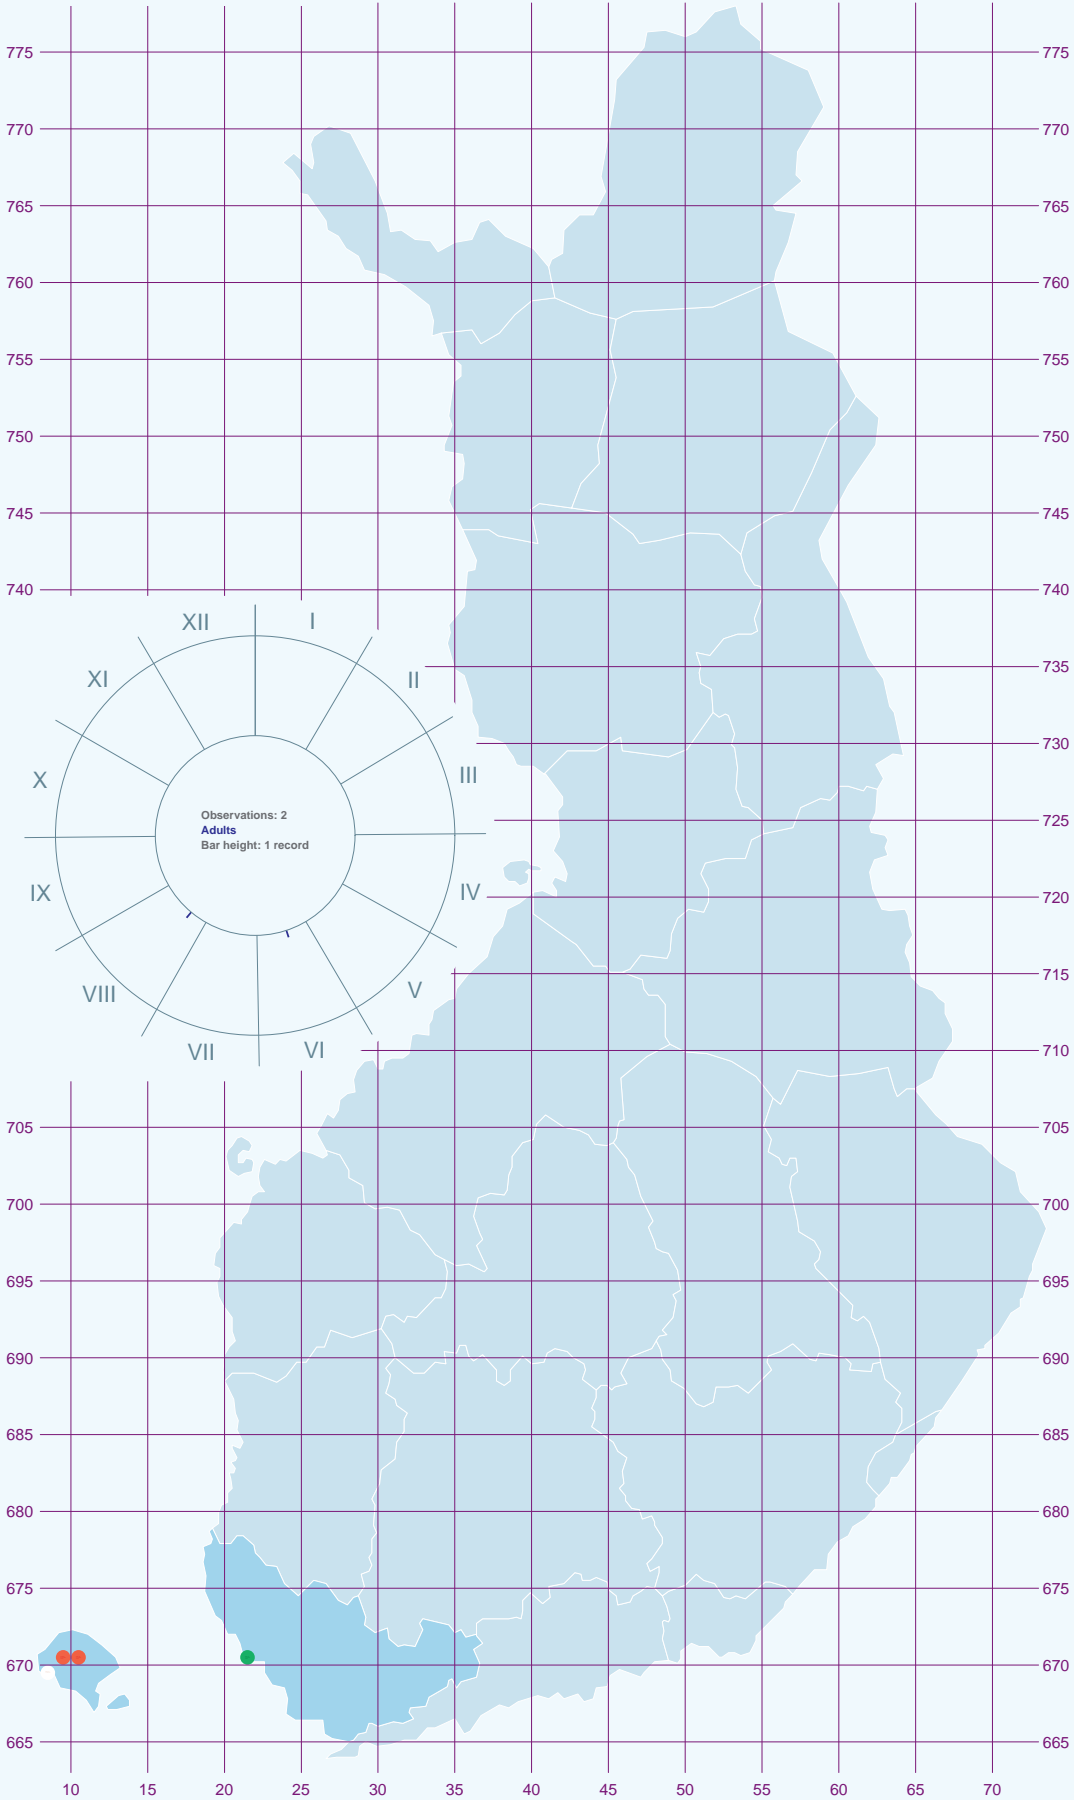 775 775
770 770
765 765
760 760
755 755
750 750
745 745
740 740
XII I
XI II
735
730
X III
Observations: 2
Adults
Bar height: 1 record
725
IX IV
720
VIII V
715
VII VI
710
705 705
700 700
695 695
690 690
685 685
680 680
675 675
670 670
665 665
10 15 20 25 30 35 40 45 50 55 60 65 70